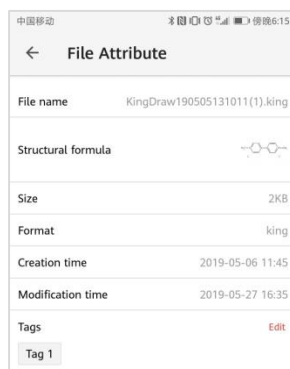 中国移动 傍晚6:15
← File Attribute
File name KingDraw190505131011(1).king
Structural formula
Size 2KB
Format king
Creation time 2019-05-06 11:45
Modification time 2019-05-27 16:35
Tags Edit
Tag 1